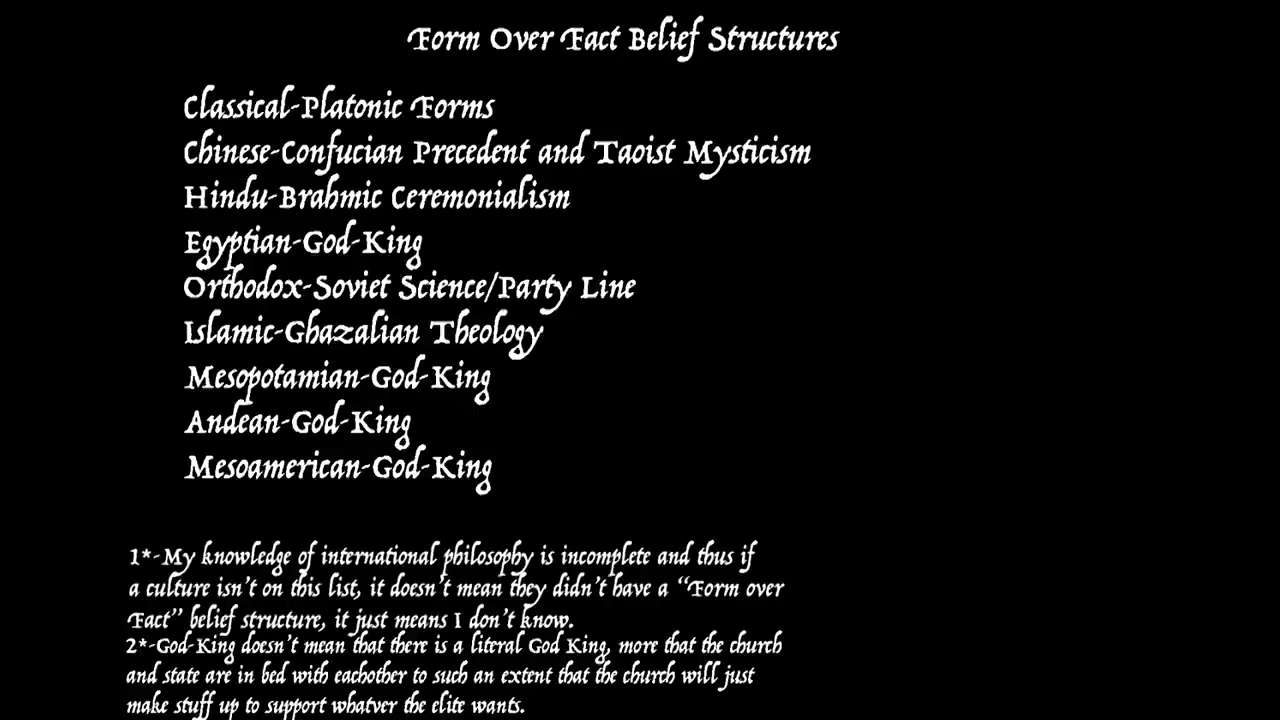 Form Over Fact Belief Structures
Classical-Platonic Forms
Chinese-Confucian Precedent and Taoist Mysticism
Hindu-Brahmic Ceremonialism
Egyptian-God-King
Orthodox-Soviet Science/Party Line
Islamic-Ghazalian Theology
Mesopotamian-God-King
Andean-God-King
Mesoamerican-God-King
1*-My knowledge of international philosophy is incomplete and thus if
a culture isn't on this list, it doesn't mean they didn't have a "Form over
Fact" belief structure, it just means I don't know.
2*-God-King doesn't mean that there is a literal God King, more that the church
and state are in bed with eachother to such an extent that the church will just
make stuff up to support whatver the elite wants.